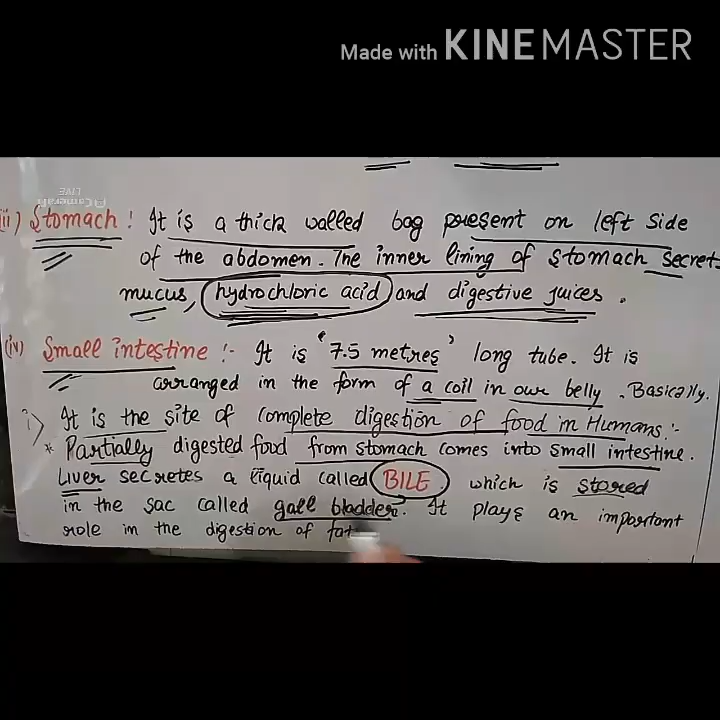 Made with KINEMASTER
LIVE
(ii) Stomach : It is a thick walled bag present on left side
of the abdomen. The inner lining of stomach secret
mucus, hydrochloric acid and digestive juices .
(iv) Small intestine :- It is "7.5 metres" long tube. It is
arranged in the form of a coil in our belly . Basically.
i> It is the site of complete digestion of food in Humans :-
* Partially digested food from stomach comes into small intestine.
Liver secretes a liquid called BILE which is stored
in the sac called gall bladder. It plays an important
role in the digestion of fat